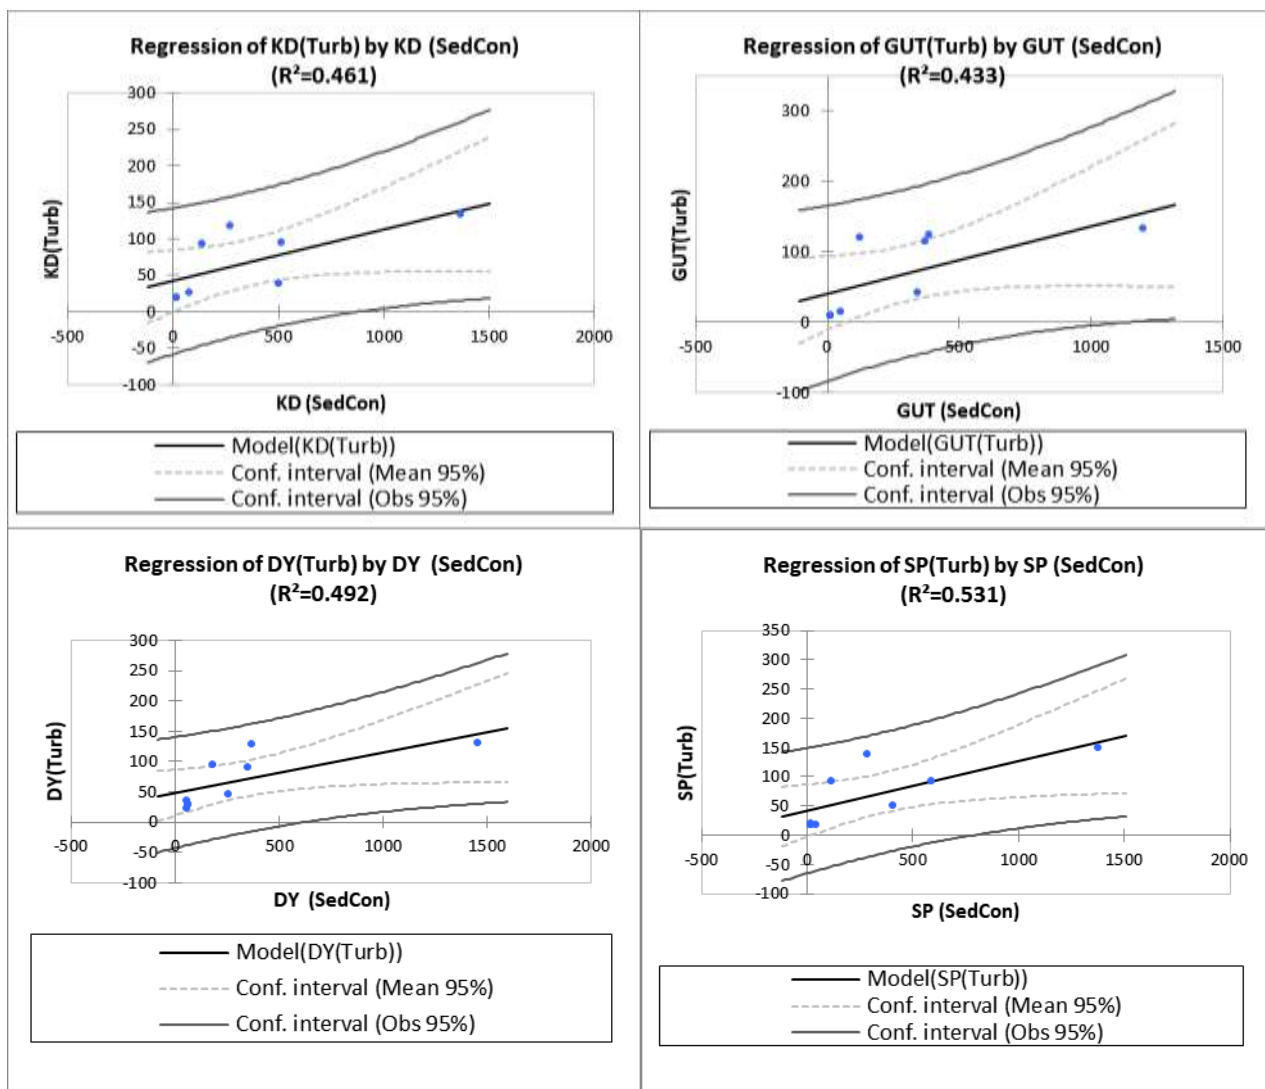 Regression of KD(Turb) by KD (SedCon)
(R²=0.461)
300
250
200
150
100
50
0
-50
-100
-500
0
500
1000
1500
2000
KD(Turb)
KD (SedCon)
Model(KD(Turb))
Conf. interval (Mean 95%)
Conf. interval (Obs 95%)
Regression of GUT(Turb) by GUT (SedCon)
(R²=0.433)
300
200
100
0
-100
-500
0
500
1000
1500
GUT(Turb)
GUT (SedCon)
Model(GUT(Turb))
Conf. interval (Mean 95%)
Conf. interval (Obs 95%)
Regression of DY(Turb) by DY (SedCon)
(R²=0.492)
300
250
200
150
100
50
0
-50
-100
-500
0
500
1000
1500
2000
DY(Turb)
DY (SedCon)
Model(DY(Turb))
Conf. interval (Mean 95%)
Conf. interval (Obs 95%)
Regression of SP(Turb) by SP (SedCon)
(R²=0.531)
350
300
250
200
150
100
50
0
-50
-100
-500
0
500
1000
1500
2000
SP(Turb)
SP (SedCon)
Model(SP(Turb))
Conf. interval (Mean 95%)
Conf. interval (Obs 95%)